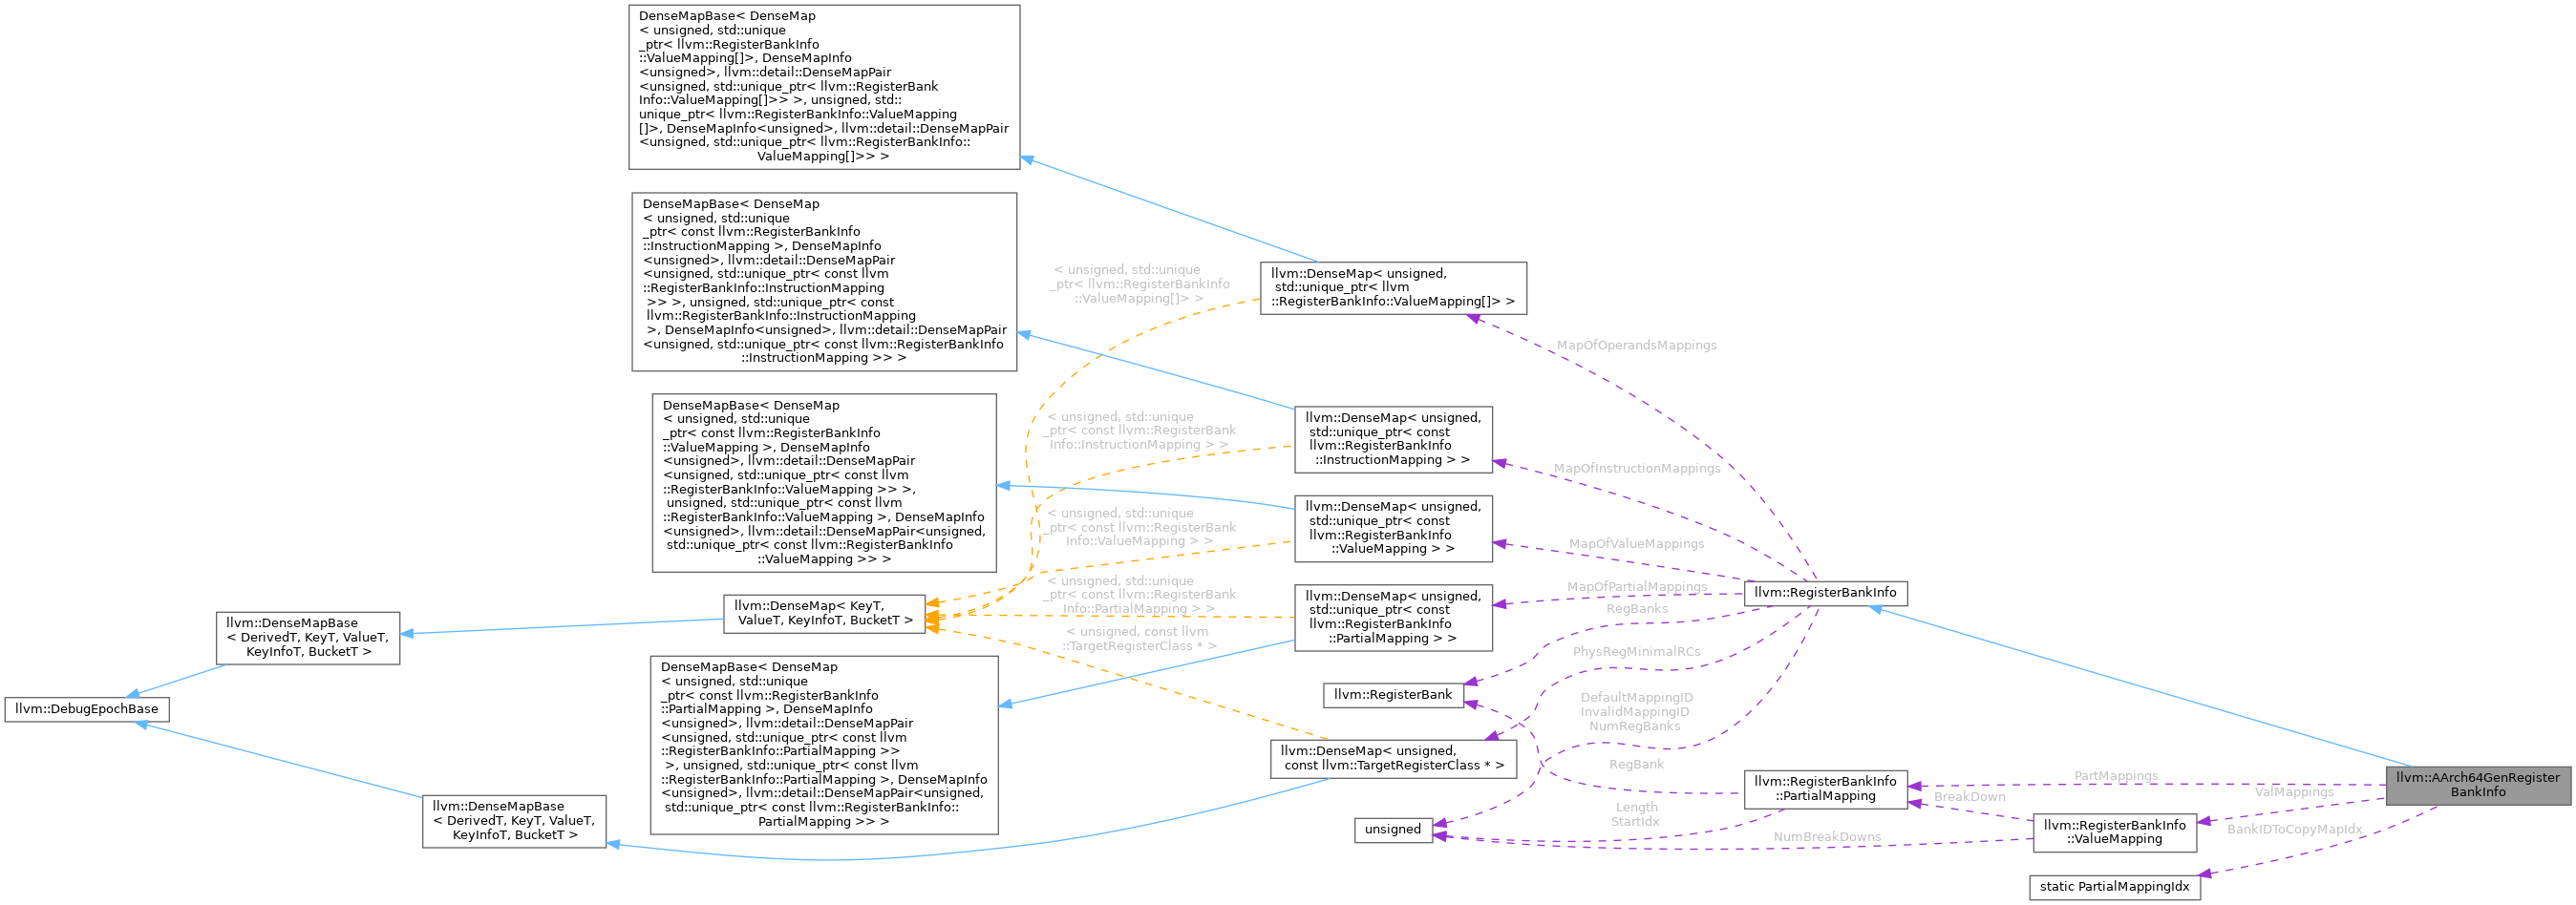 DenseMapBase< DenseMap
< unsigned, std::unique
_ptr< llvm::RegisterBankInfo
::ValueMapping[]>, DenseMapInfo
<unsigned>, llvm::detail::DenseMapPair
<unsigned, std::unique_ptr< llvm::RegisterBank
Info::ValueMapping[]>> >, unsigned, std::
unique_ptr< llvm::RegisterBankInfo::ValueMapping
[]>, DenseMapInfo<unsigned>, llvm::detail::DenseMapPair
<unsigned, std::unique_ptr< llvm::RegisterBankInfo::
ValueMapping[]>> >
DenseMapBase< DenseMap
< unsigned, std::unique
_ptr< const llvm::RegisterBankInfo
::InstructionMapping >, DenseMapInfo
<unsigned>, llvm::detail::DenseMapPair
<unsigned, std::unique_ptr< const llvm
::RegisterBankInfo::InstructionMapping
>> >, unsigned, std::unique_ptr< const
llvm::RegisterBankInfo::InstructionMapping
>, DenseMapInfo<unsigned>, llvm::detail::DenseMapPair
<unsigned, std::unique_ptr< const llvm::RegisterBankInfo
::InstructionMapping >> >
DenseMapBase< DenseMap
< unsigned, std::unique
_ptr< const llvm::RegisterBankInfo
::ValueMapping >, DenseMapInfo
<unsigned>, llvm::detail::DenseMapPair
<unsigned, std::unique_ptr< const llvm
::RegisterBankInfo::ValueMapping >> >,
unsigned, std::unique_ptr< const llvm
::RegisterBankInfo::ValueMapping >, DenseMapInfo
<unsigned>, llvm::detail::DenseMapPair<unsigned,
std::unique_ptr< const llvm::RegisterBankInfo
::ValueMapping >> >
llvm::DenseMap< KeyT,
ValueT, KeyInfoT, BucketT >
llvm::DenseMapBase
< DerivedT, KeyT, ValueT,
KeyInfoT, BucketT >
llvm::DebugEpochBase
DenseMapBase< DenseMap
< unsigned, std::unique
_ptr< const llvm::RegisterBankInfo
::PartialMapping >, DenseMapInfo
<unsigned>, llvm::detail::DenseMapPair
<unsigned, std::unique_ptr< const llvm
::RegisterBankInfo::PartialMapping >>
>, unsigned, std::unique_ptr< const llvm
::RegisterBankInfo::PartialMapping >, DenseMapInfo
<unsigned>, llvm::detail::DenseMapPair<unsigned,
std::unique_ptr< const llvm::RegisterBankInfo::
PartialMapping >> >
llvm::DenseMapBase
< DerivedT, KeyT, ValueT,
KeyInfoT, BucketT >
< unsigned, std::unique
_ptr< llvm::RegisterBankInfo
::ValueMapping[]> >
< unsigned, std::unique
_ptr< const llvm::RegisterBank
Info::InstructionMapping > >
< unsigned, std::unique
_ptr< const llvm::RegisterBank
Info::ValueMapping > >
< unsigned, std::unique
_ptr< const llvm::RegisterBank
Info::PartialMapping > >
< unsigned, const llvm
::TargetRegisterClass * >
llvm::DenseMap< unsigned,
std::unique_ptr< llvm
::RegisterBankInfo::ValueMapping[]> >
llvm::DenseMap< unsigned,
std::unique_ptr< const
llvm::RegisterBankInfo
::InstructionMapping > >
llvm::DenseMap< unsigned,
std::unique_ptr< const
llvm::RegisterBankInfo
::ValueMapping > >
llvm::DenseMap< unsigned,
std::unique_ptr< const
llvm::RegisterBankInfo
::PartialMapping > >
llvm::RegisterBank
llvm::DenseMap< unsigned,
const llvm::TargetRegisterClass * >
unsigned
MapOfOperandsMappings
MapOfInstructionMappings
MapOfValueMappings
MapOfPartialMappings
RegBanks
PhysRegMinimalRCs
DefaultMappingID
InvalidMappingID
NumRegBanks
RegBank
Length
StartIdx
NumBreakDowns
llvm::RegisterBankInfo
llvm::RegisterBankInfo
::PartialMapping
BreakDown
PartMappings
ValMappings
BankIDToCopyMapIdx
llvm::RegisterBankInfo
::ValueMapping
static PartialMappingIdx
llvm::AArch64GenRegister
BankInfo